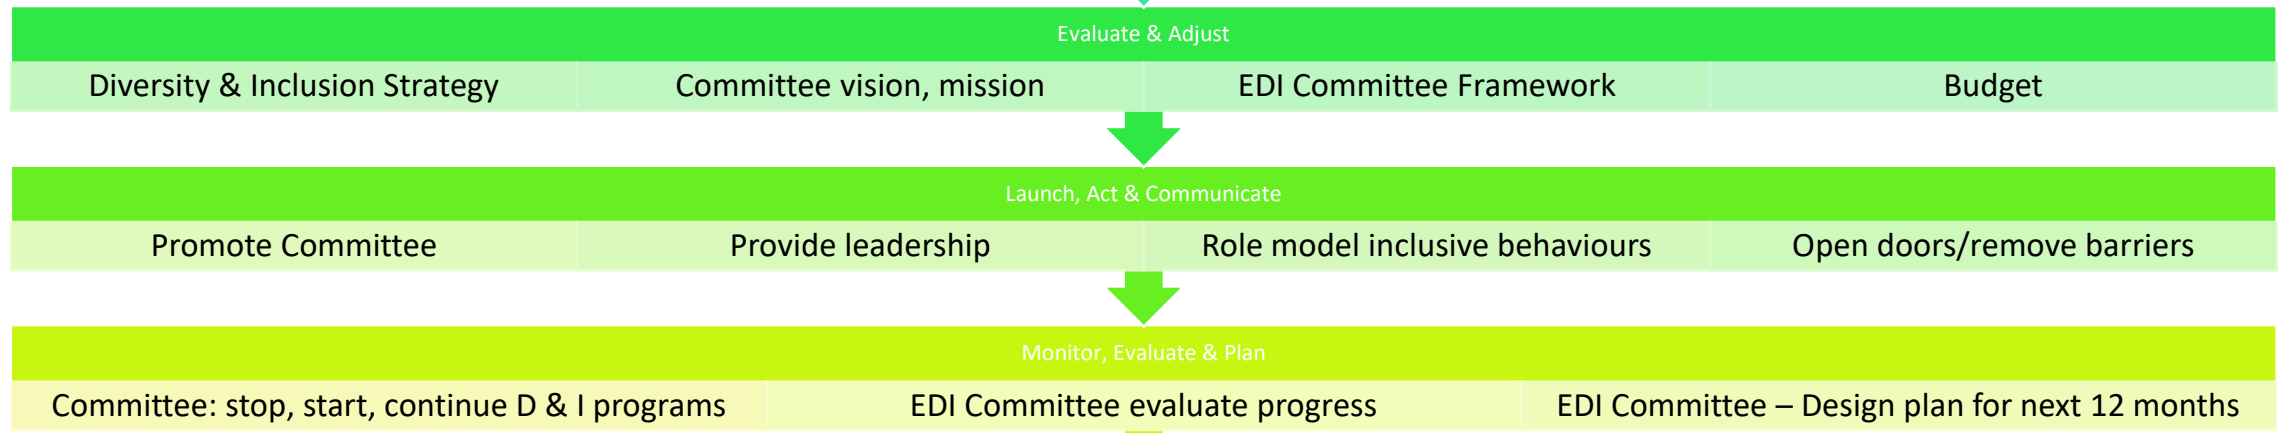 Evaluate & Adjust
Diversity & Inclusion Strategy
Committee vision, mission
EDI Committee Framework
Budget
Launch, Act & Communicate
Promote Committee
Provide leadership
Role model inclusive behaviours
Open doors/remove barriers
Monitor, Evaluate & Plan
Committee: stop, start, continue D & I programs
EDI Committee evaluate progress
EDI Committee – Design plan for next 12 months